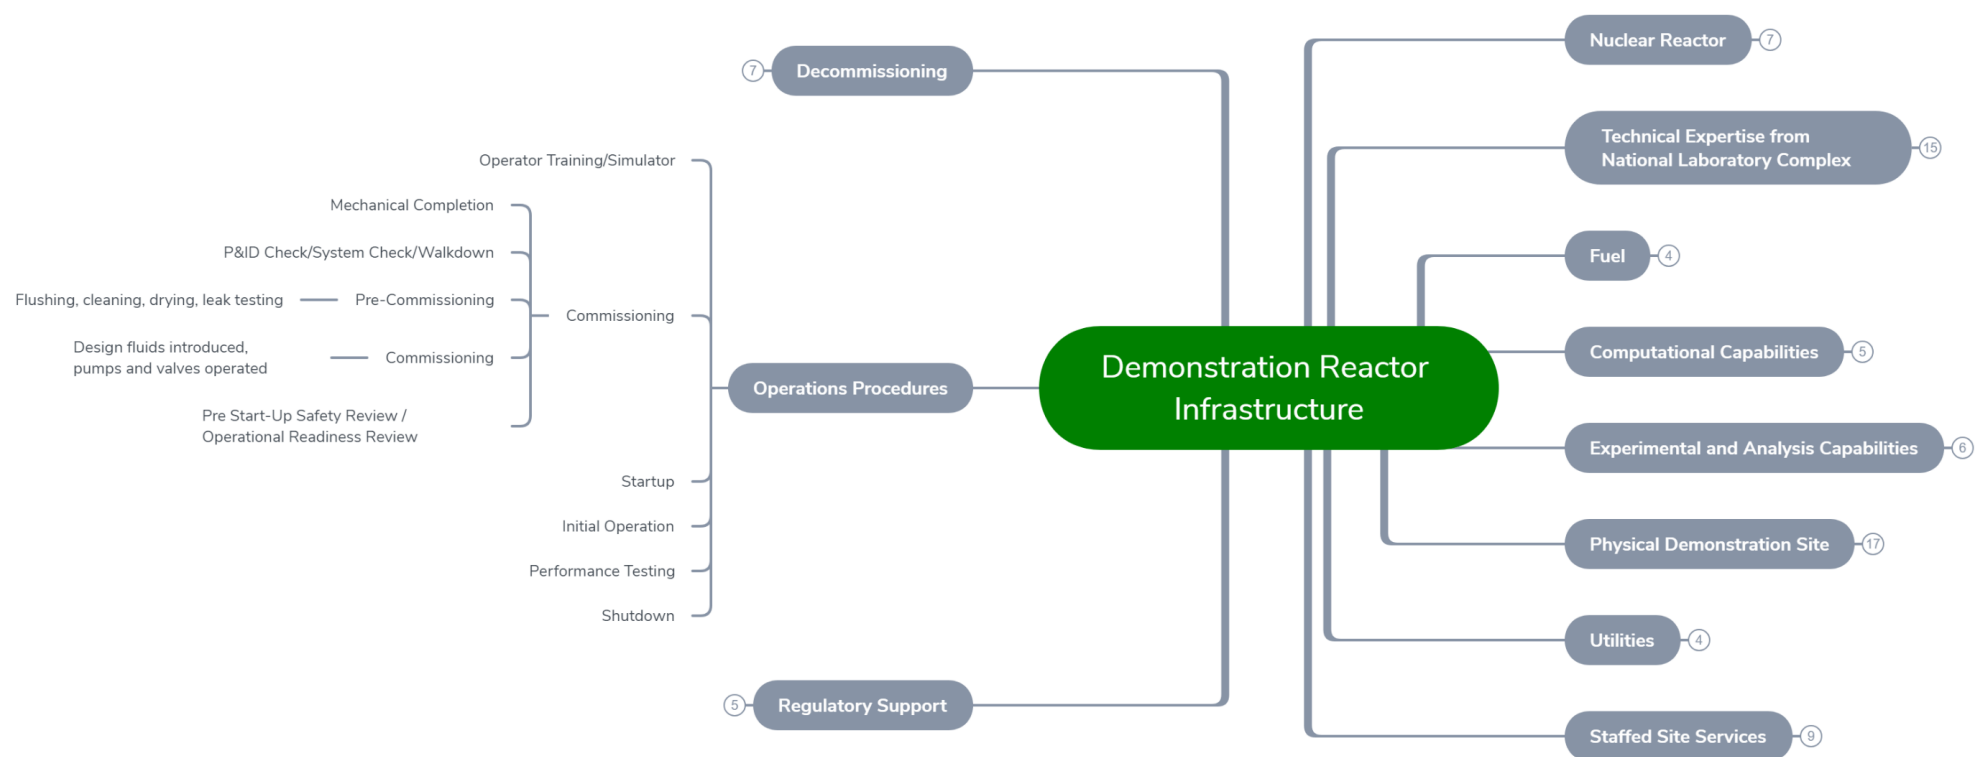 Demonstration Reactor
Infrastructure
Nuclear Reactor
7
Technical Expertise from
National Laboratory Complex
15
Fuel
4
Computational Capabilities
5
Experimental and Analysis Capabilities
6
Physical Demonstration Site
17
Utilities
4
Staffed Site Services
9
7
Decommissioning
Operations Procedures
Operator Training/Simulator
Commissioning
Mechanical Completion
P&ID Check/System Check/Walkdown
Pre-Commissioning
Flushing, cleaning, drying, leak testing
Commissioning
Design fluids introduced,
pumps and valves operated
Pre Start-Up Safety Review /
Operational Readiness Review
Startup
Initial Operation
Performance Testing
Shutdown
5
Regulatory Support